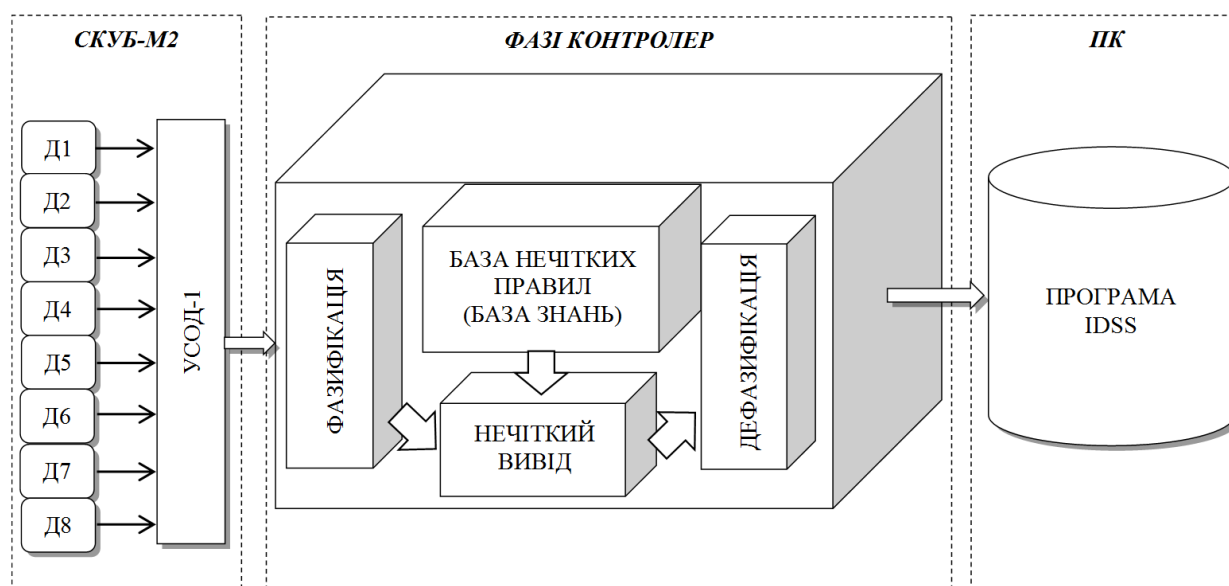 СКУБ-М2
ФАЗІ КОНТРОЛЕР
ПК
Д1
Д2
Д3
Д4
Д5
Д6
Д7
Д8
УСОД-1
ФАЗИФІКАЦІЯ
БАЗА НЕЧІТКИХ
ПРАВИЛ
(БАЗА ЗНАНЬ)
НЕЧІТКИЙ
ВИВІД
ДЕФАЗИФІКАЦІЯ
ПРОГРАМА
IDSS